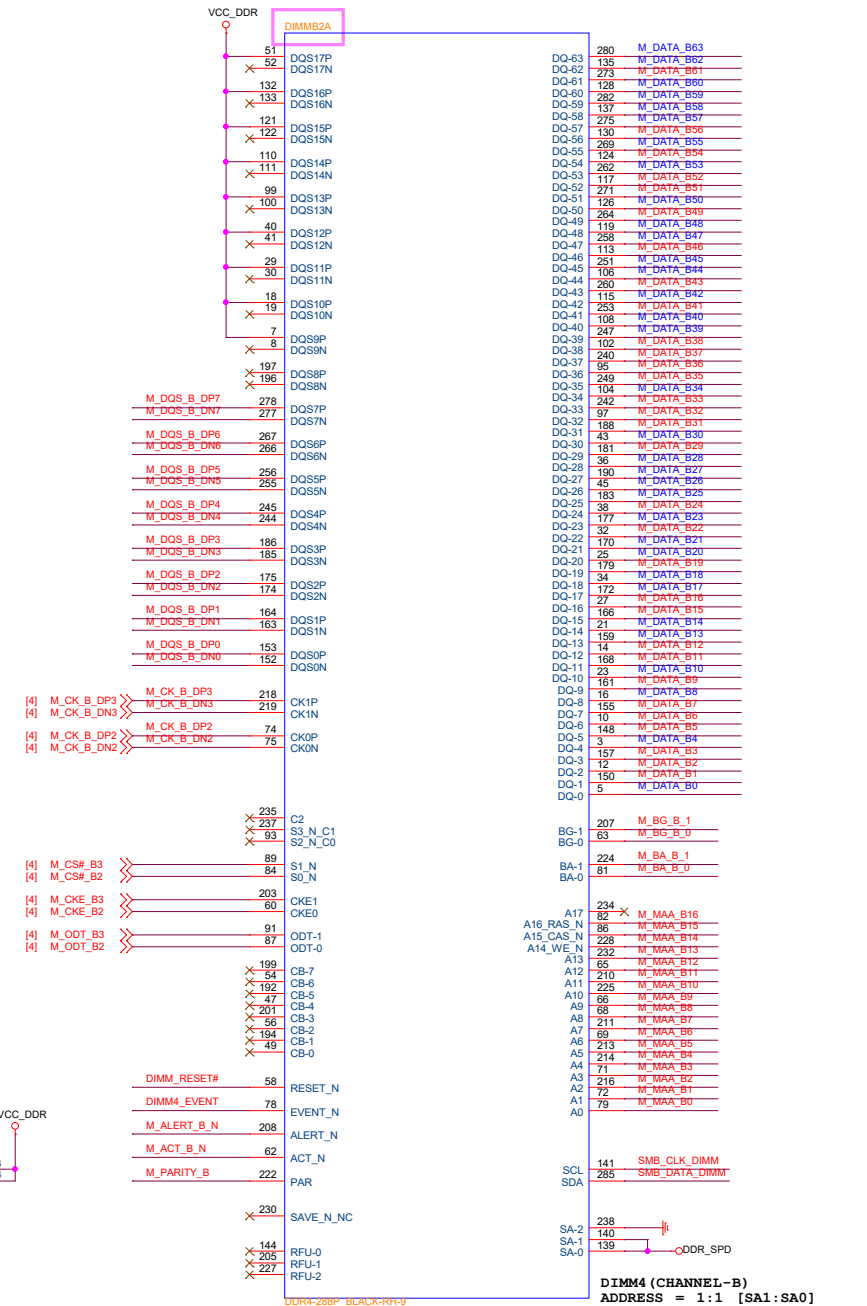 VCC_DDR
DIMMB2A
51 DQS17P
52 DQS17N
132 DQS16P
133 DQS16N
121 DQS15P
122 DQS15N
110 DQS14P
111 DQS14N
99 DQS13P
100 DQS13N
40 DQS12P
41 DQS12N
29 DQS11P
30 DQS11N
18 DQS10P
19 DQS10N
7 DQS9P
8 DQS9N
197 DQS8P
196 DQS8N
M_DQS_B_DP7 278 DQS7P
M_DQS_B_DN7 277 DQS7N
M_DQS_B_DP6 267 DQS6P
M_DQS_B_DN6 266 DQS6N
M_DQS_B_DP5 256 DQS5P
M_DQS_B_DN5 255 DQS5N
M_DQS_B_DP4 245 DQS4P
M_DQS_B_DN4 244 DQS4N
M_DQS_B_DP3 186 DQS3P
M_DQS_B_DN3 185 DQS3N
M_DQS_B_DP2 175 DQS2P
M_DQS_B_DN2 174 DQS2N
M_DQS_B_DP1 164 DQS1P
M_DQS_B_DN1 163 DQS1N
M_DQS_B_DP0 153 DQS0P
M_DQS_B_DN0 152 DQS0N
[4] M_CK_B_DP3 M_CK_B_DP3 218 CK1P
[4] M_CK_B_DN3 M_CK_B_DN3 219 CK1N
[4] M_CK_B_DP2 M_CK_B_DP2 74 CK0P
[4] M_CK_B_DN2 M_CK_B_DN2 75 CK0N
235 C2
237 S3_N_C1
93 S2_N_C0
[4] M_CS#_B3 89 S1_N
[4] M_CS#_B2 84 S0_N
[4] M_CKE_B3 203 CKE1
[4] M_CKE_B2 60 CKE0
[4] M_ODT_B3 91 ODT-1
[4] M_ODT_B2 87 ODT-0
199 CB-7
54 CB-6
192 CB-5
47 CB-4
201 CB-3
56 CB-2
194 CB-1
49 CB-0
DIMM_RESET# 58 RESET_N
DIMM4_EVENT 78 EVENT_N
VCC_DDR
M_ALERT_B_N 208 ALERT_N
M_ACT_B_N 62 ACT_N
M_PARITY_B 222 PAR
230 SAVE_N_NC
144 RFU-0
205 RFU-1
227 RFU-2
DDR4-288P_BLACK-RH-9
DQ-63 280 M_DATA_B63
DQ-62 135 M_DATA_B62
DQ-61 273 M_DATA_B61
DQ-60 128 M_DATA_B60
DQ-59 282 M_DATA_B59
DQ-58 137 M_DATA_B58
DQ-57 275 M_DATA_B57
DQ-56 130 M_DATA_B56
DQ-55 269 M_DATA_B55
DQ-54 124 M_DATA_B54
DQ-53 262 M_DATA_B53
DQ-52 117 M_DATA_B52
DQ-51 271 M_DATA_B51
DQ-50 126 M_DATA_B50
DQ-49 264 M_DATA_B49
DQ-48 119 M_DATA_B48
DQ-47 258 M_DATA_B47
DQ-46 113 M_DATA_B46
DQ-45 251 M_DATA_B45
DQ-44 106 M_DATA_B44
DQ-43 260 M_DATA_B43
DQ-42 115 M_DATA_B42
DQ-41 253 M_DATA_B41
DQ-40 108 M_DATA_B40
DQ-39 247 M_DATA_B39
DQ-38 102 M_DATA_B38
DQ-37 240 M_DATA_B37
DQ-36 95 M_DATA_B36
DQ-35 249 M_DATA_B35
DQ-34 104 M_DATA_B34
DQ-33 242 M_DATA_B33
DQ-32 97 M_DATA_B32
DQ-31 188 M_DATA_B31
DQ-30 43 M_DATA_B30
DQ-29 181 M_DATA_B29
DQ-28 36 M_DATA_B28
DQ-27 190 M_DATA_B27
DQ-26 45 M_DATA_B26
DQ-25 183 M_DATA_B25
DQ-24 38 M_DATA_B24
DQ-23 177 M_DATA_B23
DQ-22 32 M_DATA_B22
DQ-21 170 M_DATA_B21
DQ-20 25 M_DATA_B20
DQ-19 179 M_DATA_B19
DQ-18 34 M_DATA_B18
DQ-17 172 M_DATA_B17
DQ-16 27 M_DATA_B16
DQ-15 166 M_DATA_B15
DQ-14 21 M_DATA_B14
DQ-13 159 M_DATA_B13
DQ-12 14 M_DATA_B12
DQ-11 168 M_DATA_B11
DQ-10 23 M_DATA_B10
DQ-9 161 M_DATA_B9
DQ-8 16 M_DATA_B8
DQ-7 155 M_DATA_B7
DQ-6 10 M_DATA_B6
DQ-5 148 M_DATA_B5
DQ-4 3 M_DATA_B4
DQ-3 157 M_DATA_B3
DQ-2 12 M_DATA_B2
DQ-1 150 M_DATA_B1
DQ-0 5 M_DATA_B0
BG-1 207 M_BG_B_1
BG-0 63 M_BG_B_0
BA-1 224 M_BA_B_1
BA-0 81 M_BA_B_0
A17 234
A16_RAS_N 82 M_MAA_B16
A15_CAS_N 86 M_MAA_B15
A14_WE_N 228 M_MAA_B14
A13 232 M_MAA_B13
A12 65 M_MAA_B12
A11 210 M_MAA_B11
A10 225 M_MAA_B10
A9 66 M_MAA_B9
A8 68 M_MAA_B8
A7 211 M_MAA_B7
A6 69 M_MAA_B6
A5 213 M_MAA_B5
A4 214 M_MAA_B4
A3 71 M_MAA_B3
A2 216 M_MAA_B2
A1 72 M_MAA_B1
A0 79 M_MAA_B0
SCL 141 SMB_CLK_DIMM
SDA 285 SMB_DATA_DIMM
SA-2 238
SA-1 140
SA-0 139 DDR_SPD
DIMM4(CHANNEL-B)
ADDRESS = 1:1 [SA1:SA0]